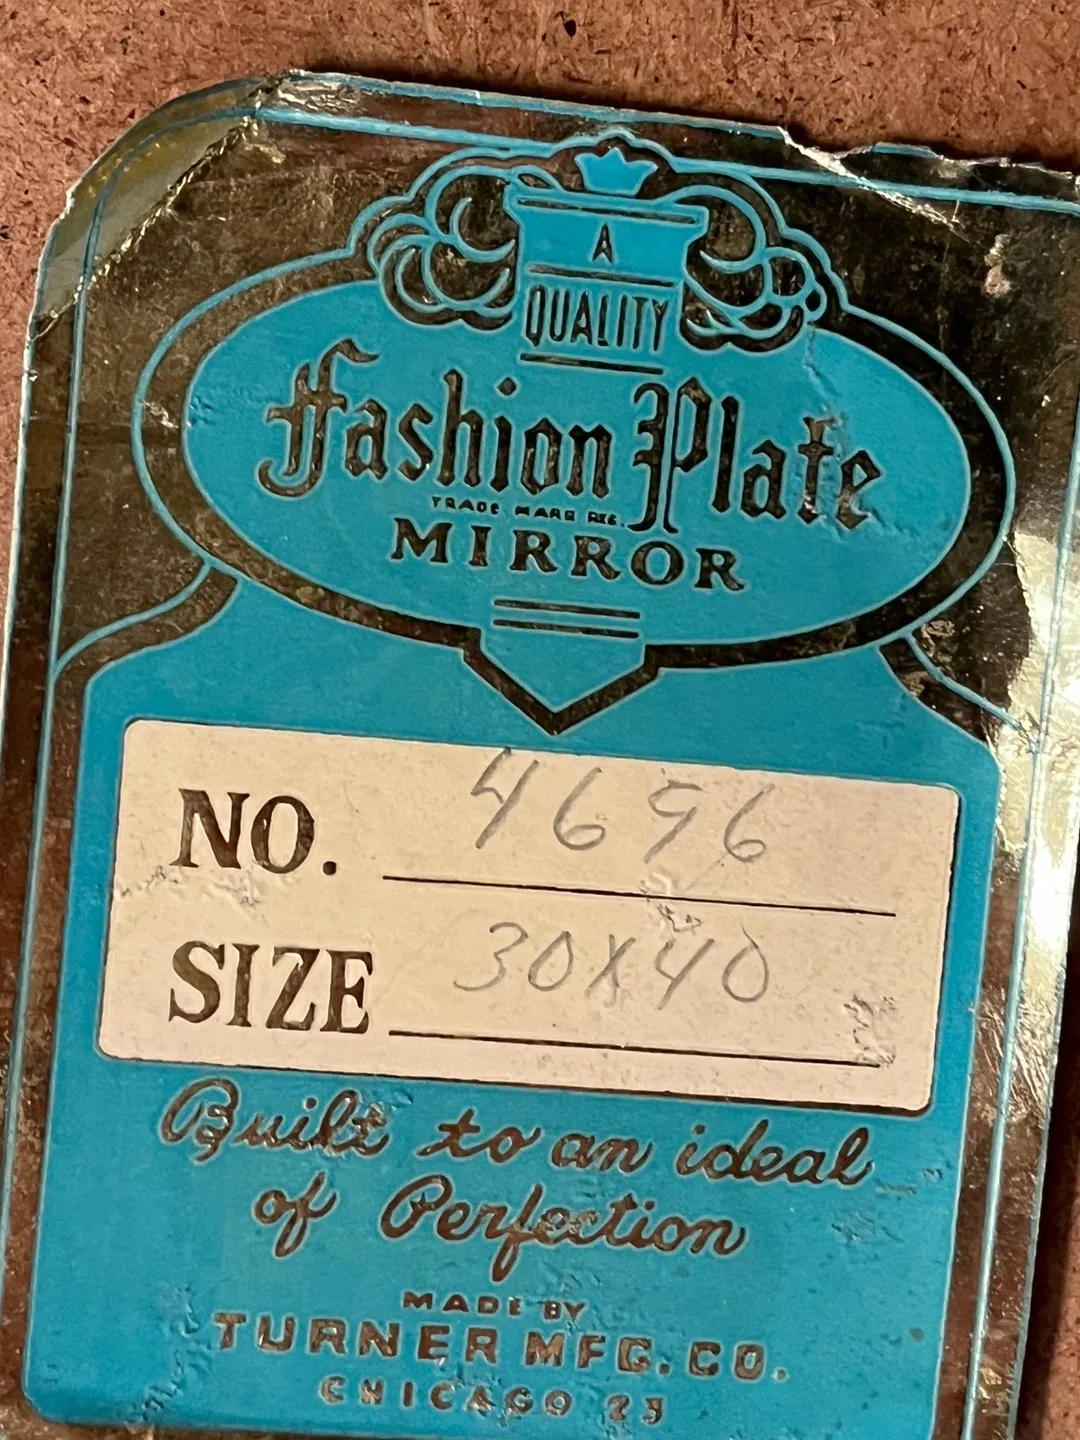 A
QUALITY
Fashion Plate
TRADE MARK REG.
MIRROR
NO. 4656
SIZE 30X40
Built to an ideal
of Perfection
MADE BY
TURNER MFG. CO.
CHICAGO 23